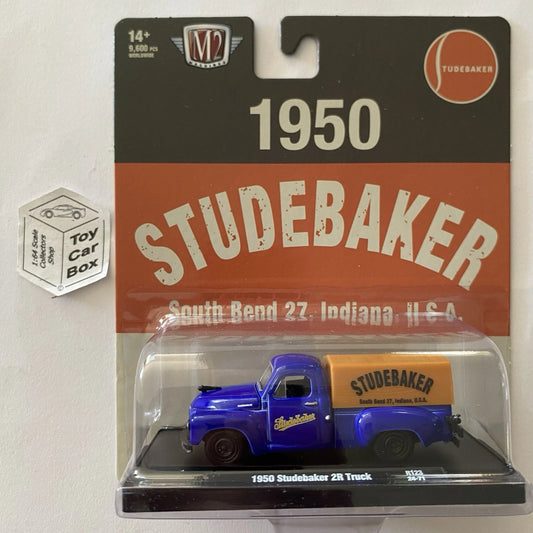 14+
9,600 PCS
WORLDWIDE
M2
MACHINES
STUDEBAKER
1950
STUDEBAKER
South Bend 27, Indiana, U.S.A.
Toy
Car
Box
1:64 Scale
Collectors
Shop
STUDEBAKER
South Bend 27, Indiana, U.S.A.
Studebaker
1950 Studebaker 2R Truck
R123
24-71